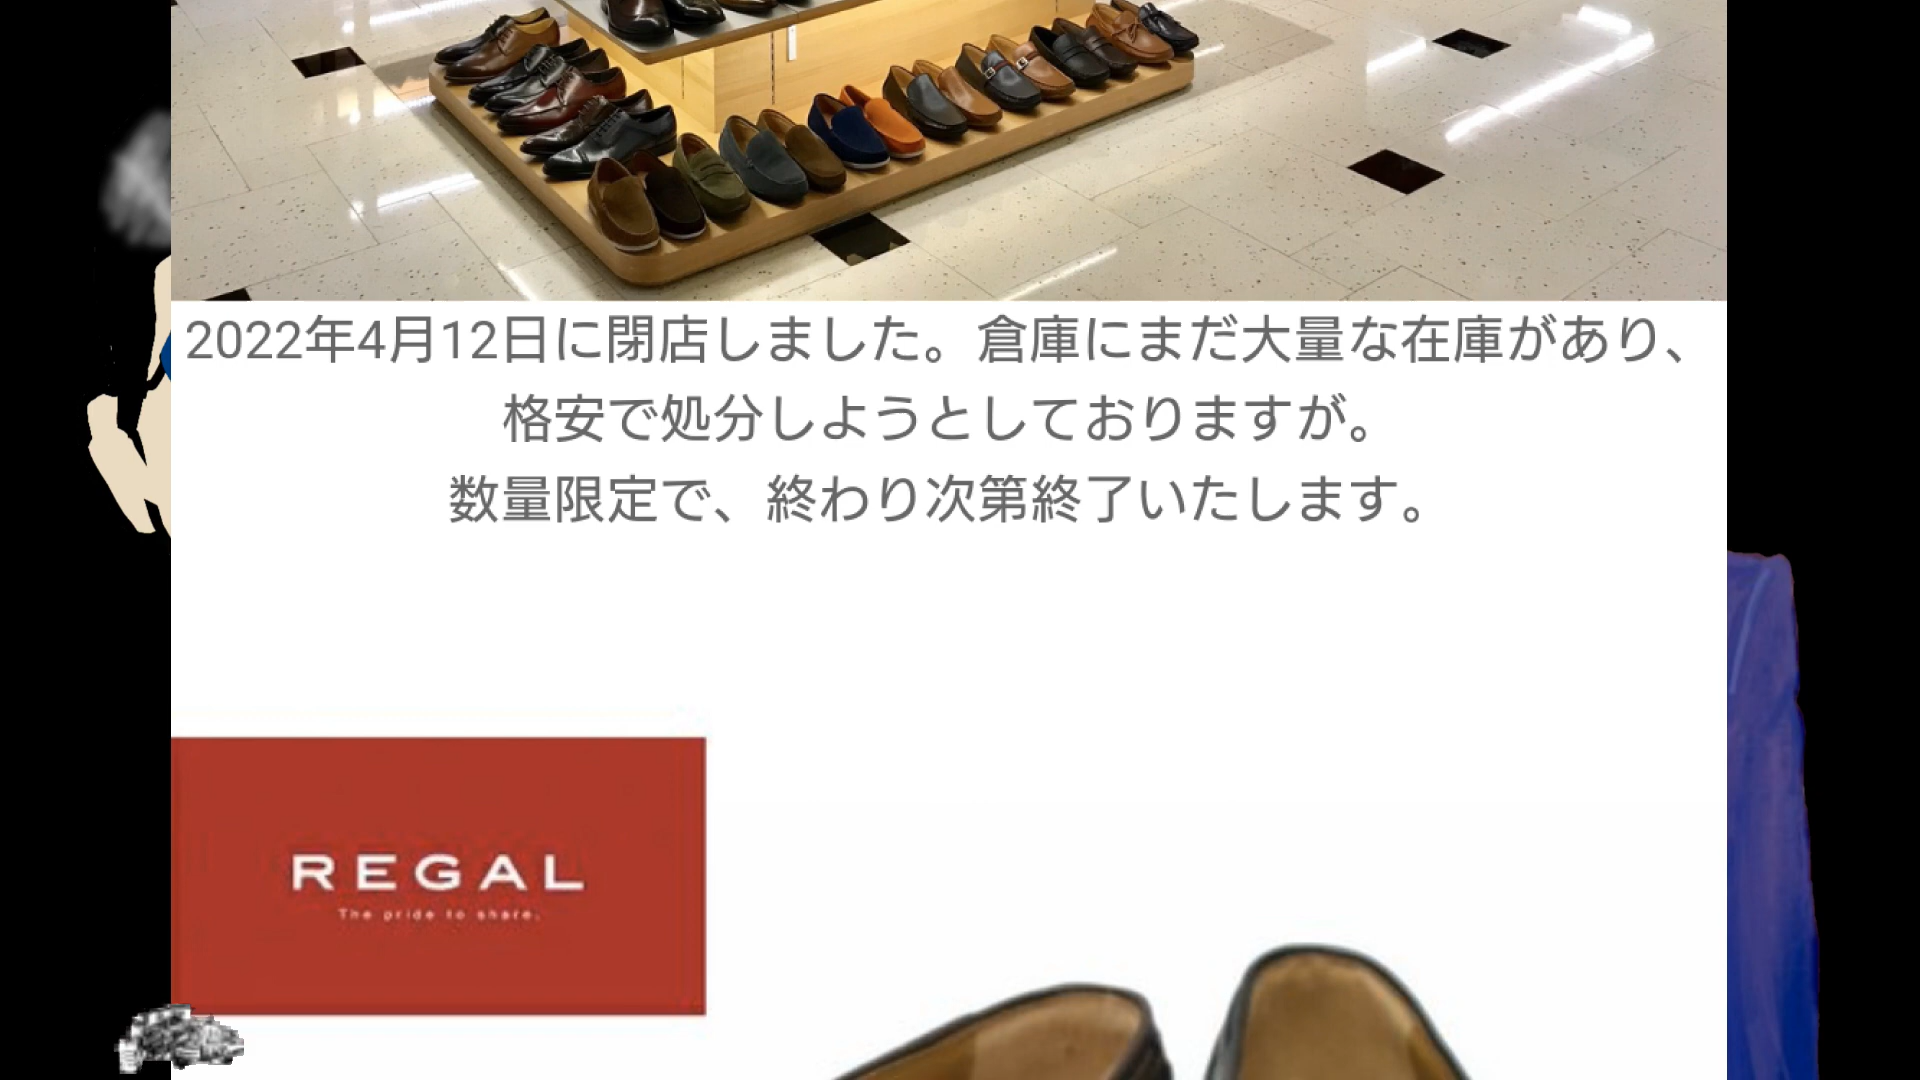 2022年4月12日に閉店しました。倉庫にまだ大量な在庫があり、
格安で処分しようとしておりますが。
数量限定で、終わり次第終了いたします。
REGAL
The pride to share.